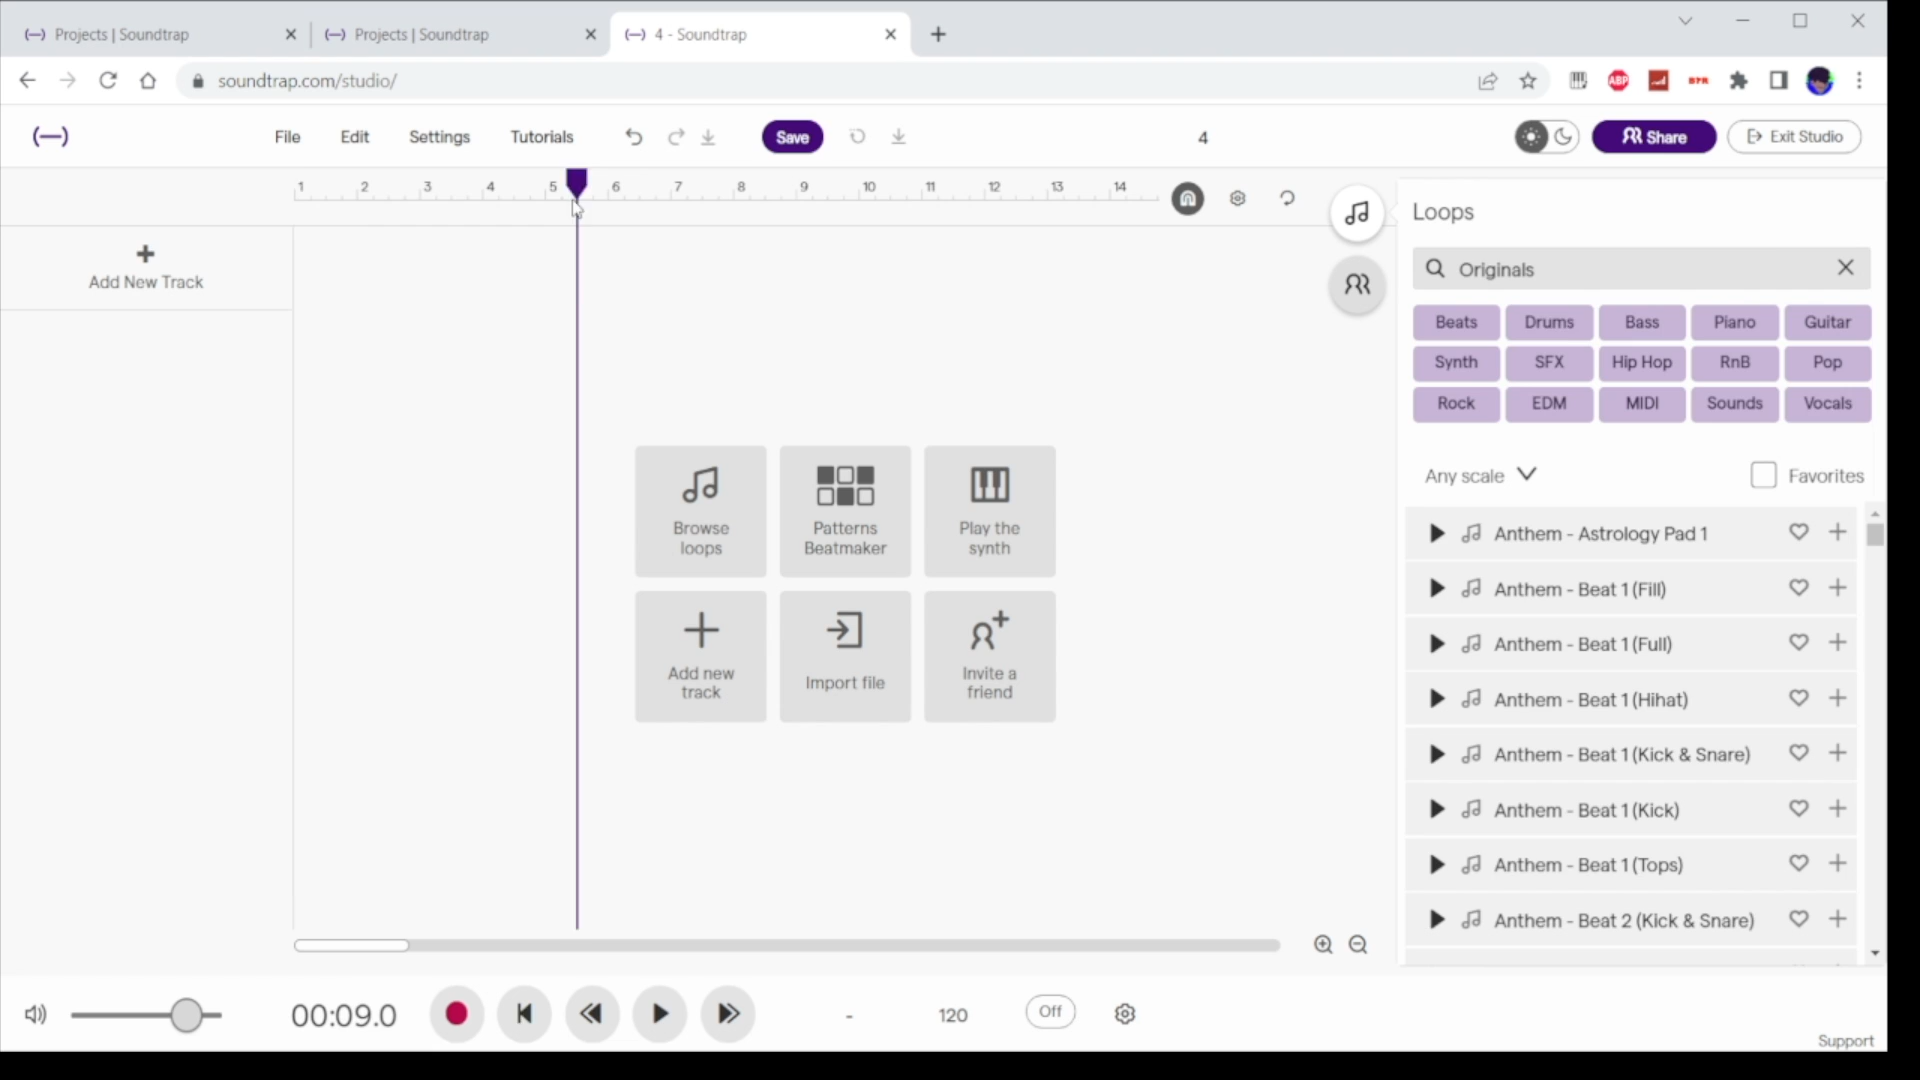 Projects | Soundtrap
Projects | Soundtrap
4 - Soundtrap
soundtrap.com/studio/
ABP
File Edit Settings Tutorials Save 4 Share Exit Studio
1 2 3 4 5 6 7 8 9 10 11 12 13 14
Add New Track
Loops
Originals
Beats Drums Bass Piano Guitar
Synth SFX Hip Hop RnB Pop
Rock EDM MIDI Sounds Vocals
Any scale Favorites
Browse
loops
Patterns
Beatmaker
Play the
synth
Add new
track
Import file
Invite a
friend
Anthem - Astrology Pad 1
Anthem - Beat 1 (Fill)
Anthem - Beat 1 (Full)
Anthem - Beat 1 (Hihat)
Anthem - Beat 1 (Kick & Snare)
Anthem - Beat 1 (Kick)
Anthem - Beat 1 (Tops)
Anthem - Beat 2 (Kick & Snare)
00:09.0 - 120 Off
Support